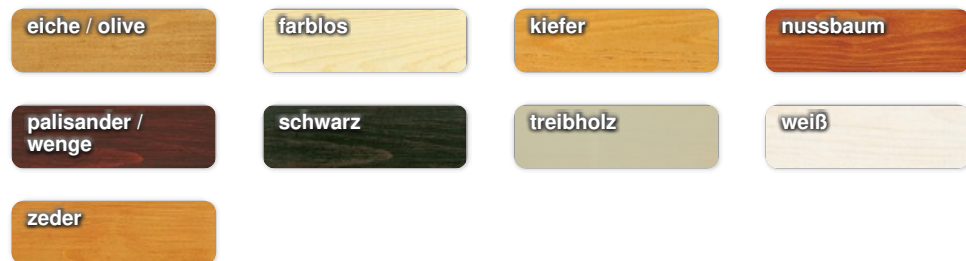 eiche / olive
farblos
kiefer
nussbaum
palisander /
wenge
schwarz
treibholz
weiß
zeder